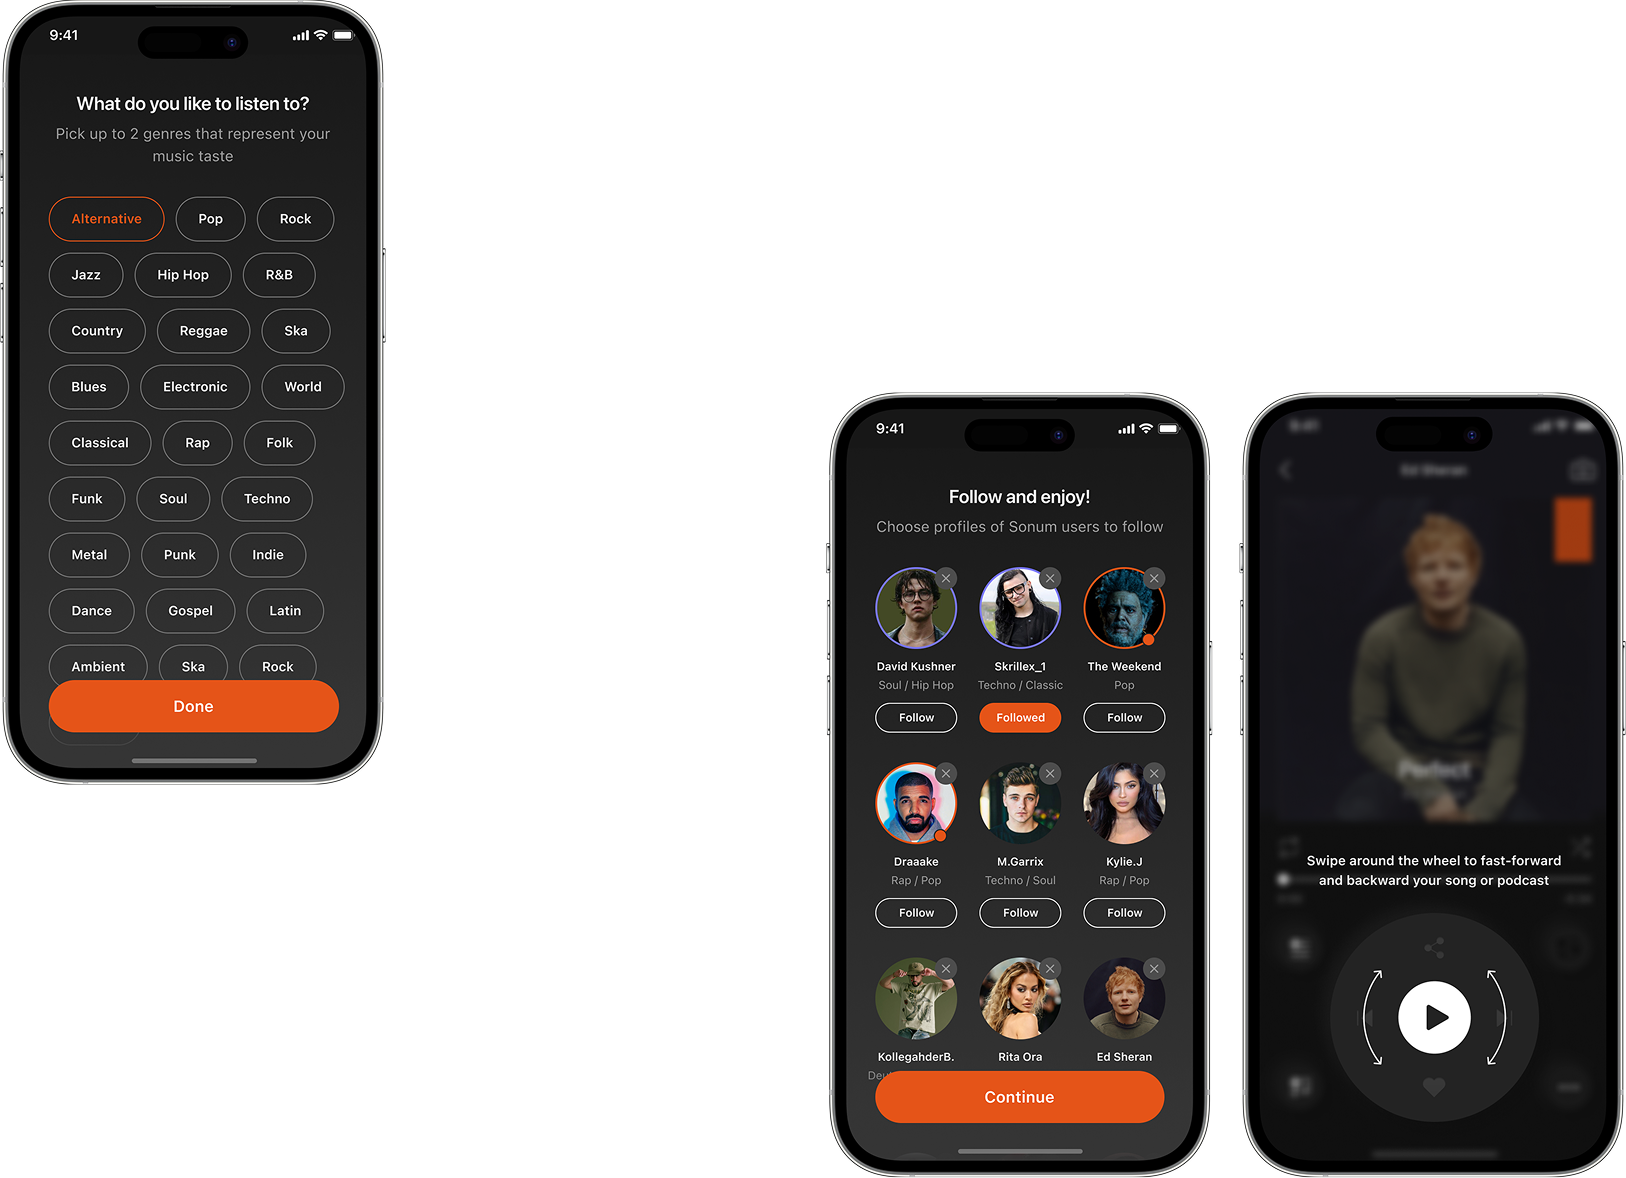 9:41
What do you like to listen to?
Pick up to 2 genres that represent your
music taste
Alternative
Pop
Rock
Jazz
Hip Hop
R&B
Country
Reggae
Ska
Blues
Electronic
World
Classical
Rap
Folk
Funk
Soul
Techno
Metal
Punk
Indie
Dance
Gospel
Latin
Ambient
Ska
Rock
Done
9:41
Follow and enjoy!
Choose profiles of Sonum users to follow
David Kushner
Skrillex_1
The Weekend
Soul / Hip Hop
Techno / Classic
Pop
Follow
Followed
Follow
Draaake
M.Garrix
Kylie.J
Rap / Pop
Techno / Soul
Rap / Pop
Follow
Follow
Follow
KollegahderB.
Rita Ora
Ed Sheran
Continue
9:41
Ed Sheran
Perfect
Swipe around the wheel to fast-forward
and backward your song or podcast